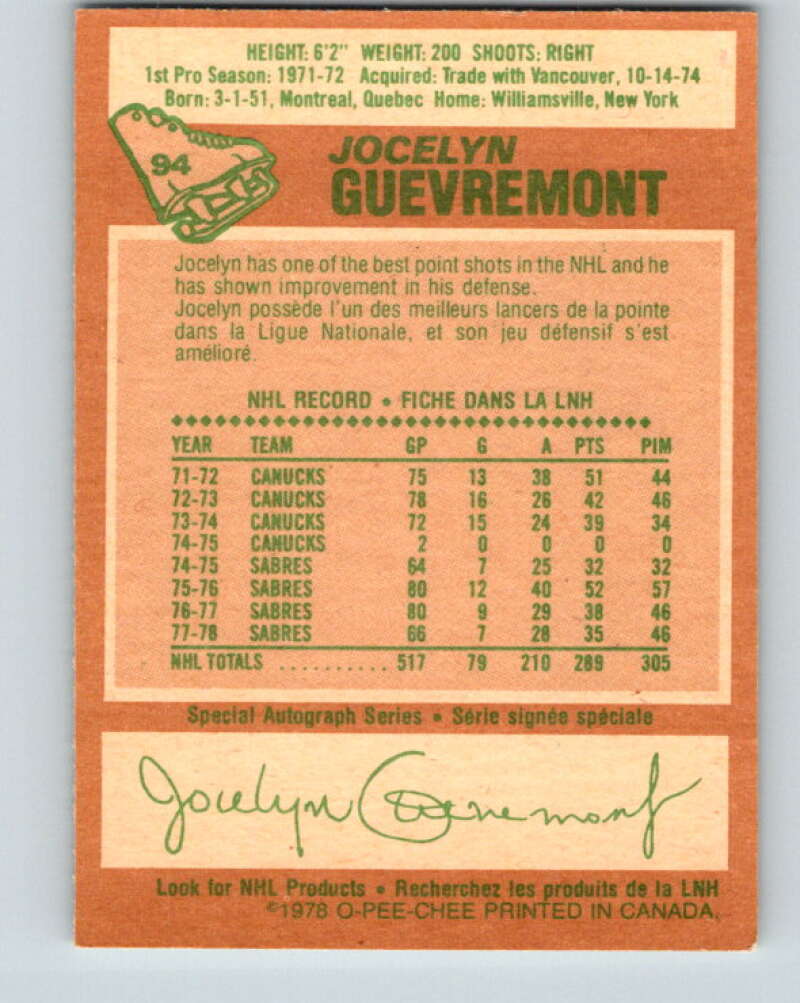 HEIGHT: 6'2" WEIGHT: 200 SHOOTS: RIGHT
1st Pro Season: 1971-72 Acquired: Trade with Vancouver, 10-14-74
Born: 3-1-51, Montreal, Quebec Home: Williamsville, New York
94
JOCELYN
GUEVREMONT
Jocelyn has one of the best point shots in the NHL and he
has shown improvement in his defense.
Jocelyn possède l'un des meilleurs lancers de la pointe
dans la Ligue Nationale, et son jeu défensif s'est
amélioré.
NHL RECORD • FICHE DANS LA LNH
YEAR TEAM GP G A PTS PIM
71-72 CANUCKS 75 13 38 51 44
72-73 CANUCKS 78 16 26 42 46
73-74 CANUCKS 72 15 24 39 34
74-75 CANUCKS 2 0 0 0 0
74-75 SABRES 64 7 25 32 32
75-76 SABRES 80 12 40 52 57
76-77 SABRES 80 9 29 38 46
77-78 SABRES 66 7 28 35 46
NHL TOTALS .......... 517 79 210 289 305
Special Autograph Series • Série signée spéciale
Jocelyn Guevremont
Look for NHL Products • Recherchez les produits de la LNH
©1978 O-PEE-CHEE PRINTED IN CANADA.